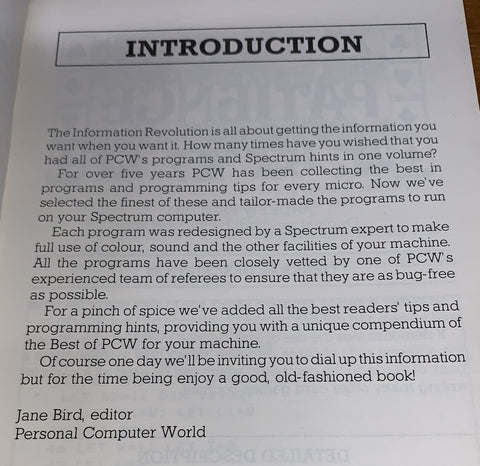 INTRODUCTION
The Information Revolution is all about getting the information you
want when you want it. How many times have you wished that you
had all of PCW's programs and Spectrum hints in one volume?
For over five years PCW has been collecting the best in
programs and programming tips for every micro. Now we've
selected the finest of these and tailor-made the programs to run
on your Spectrum computer.
Each program was redesigned by a Spectrum expert to make
full use of colour, sound and the other facilities of your machine.
All the programs have been closely vetted by one of PCW's
experienced team of referees to ensure that they are as bug-free
as possible.
For a pinch of spice we've added all the best readers' tips and
programming hints, providing you with a unique compendium of
the Best of PCW for your machine.
Of course one day we'll be inviting you to dial up this information
but for the time being enjoy a good, old-fashioned book!
Jane Bird, editor
Personal Computer World